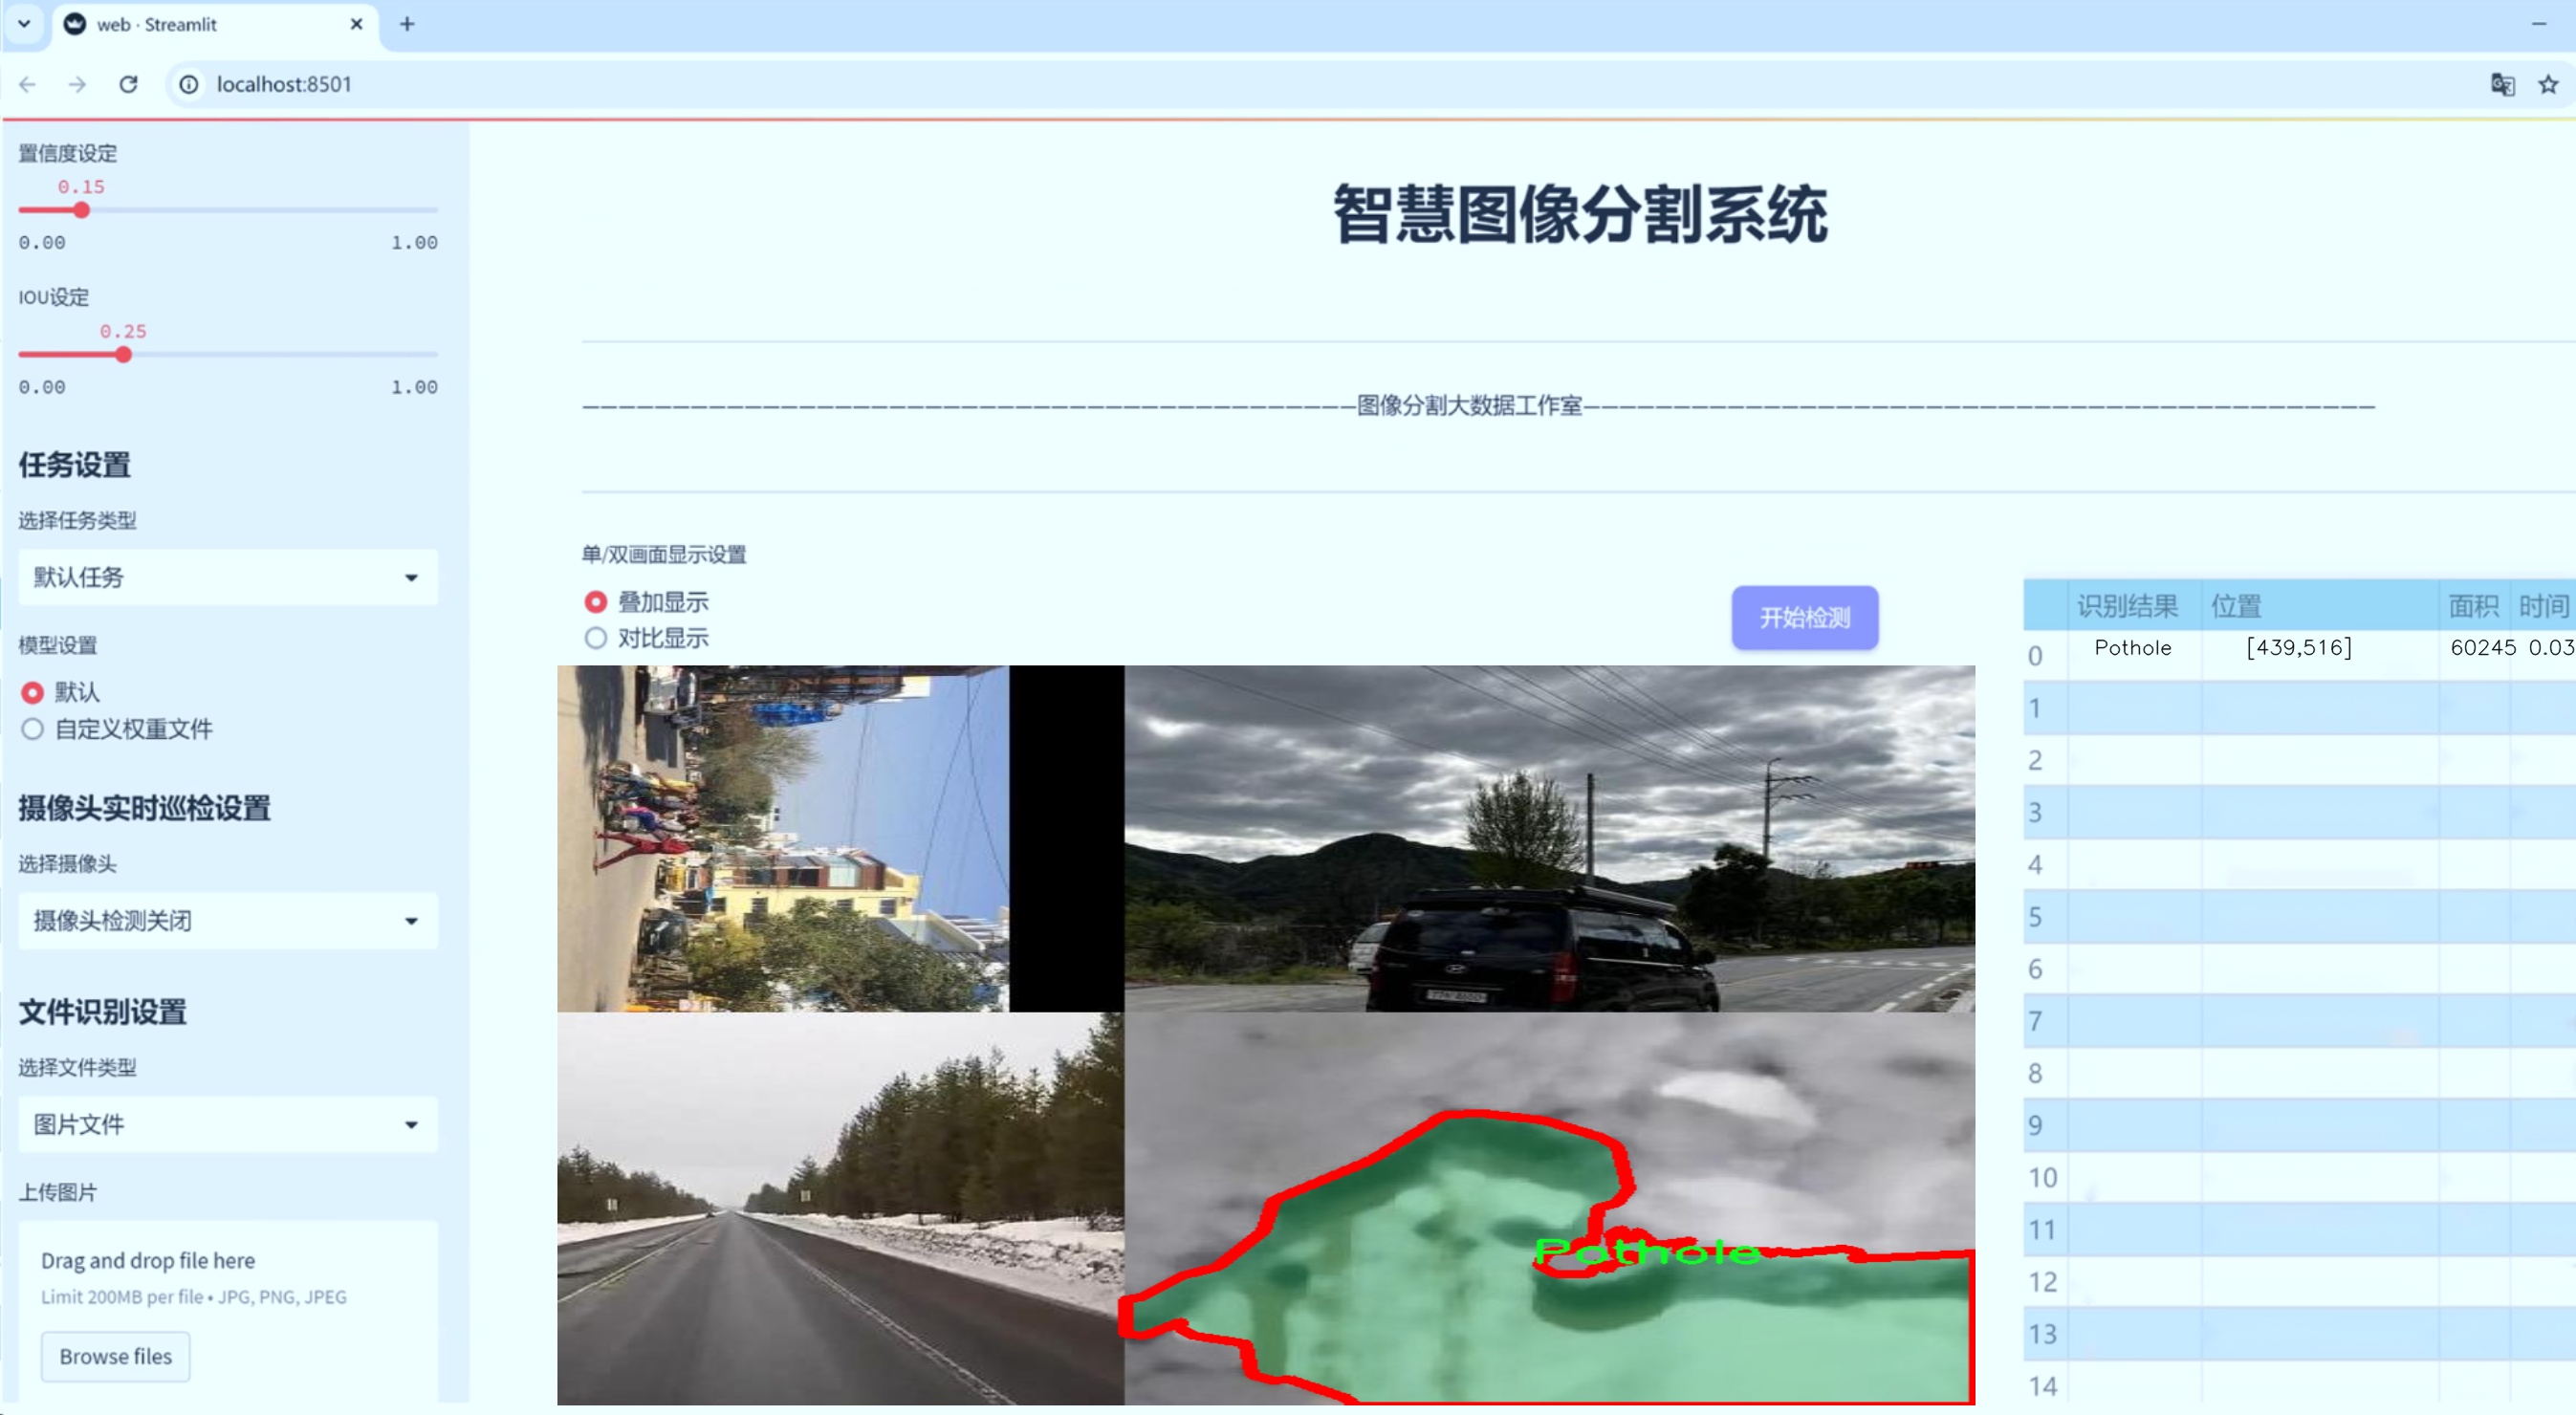 web · Streamlit
localhost:8501
置信度设定
0.15
0.00 1.00
IOU设定
0.25
0.00 1.00
任务设置
选择任务类型
默认任务
模型设置
默认
自定义权重文件
摄像头实时巡检设置
选择摄像头
摄像头检测关闭
文件识别设置
选择文件类型
图片文件
上传图片
Drag and drop file here
Limit 200MB per file • JPG, PNG, JPEG
Browse files
智慧图像分割系统
———————————————————————————————————————————图像分割大数据工作室————————————————————————————————————————————
单/双画面显示设置
叠加显示
对比显示
开始检测
Pothole
识别结果 位置 面积 时间
0 Pothole [439,516] 60245 0.03
1
2
3
4
5
6
7
8
9
10
11
12
13
14